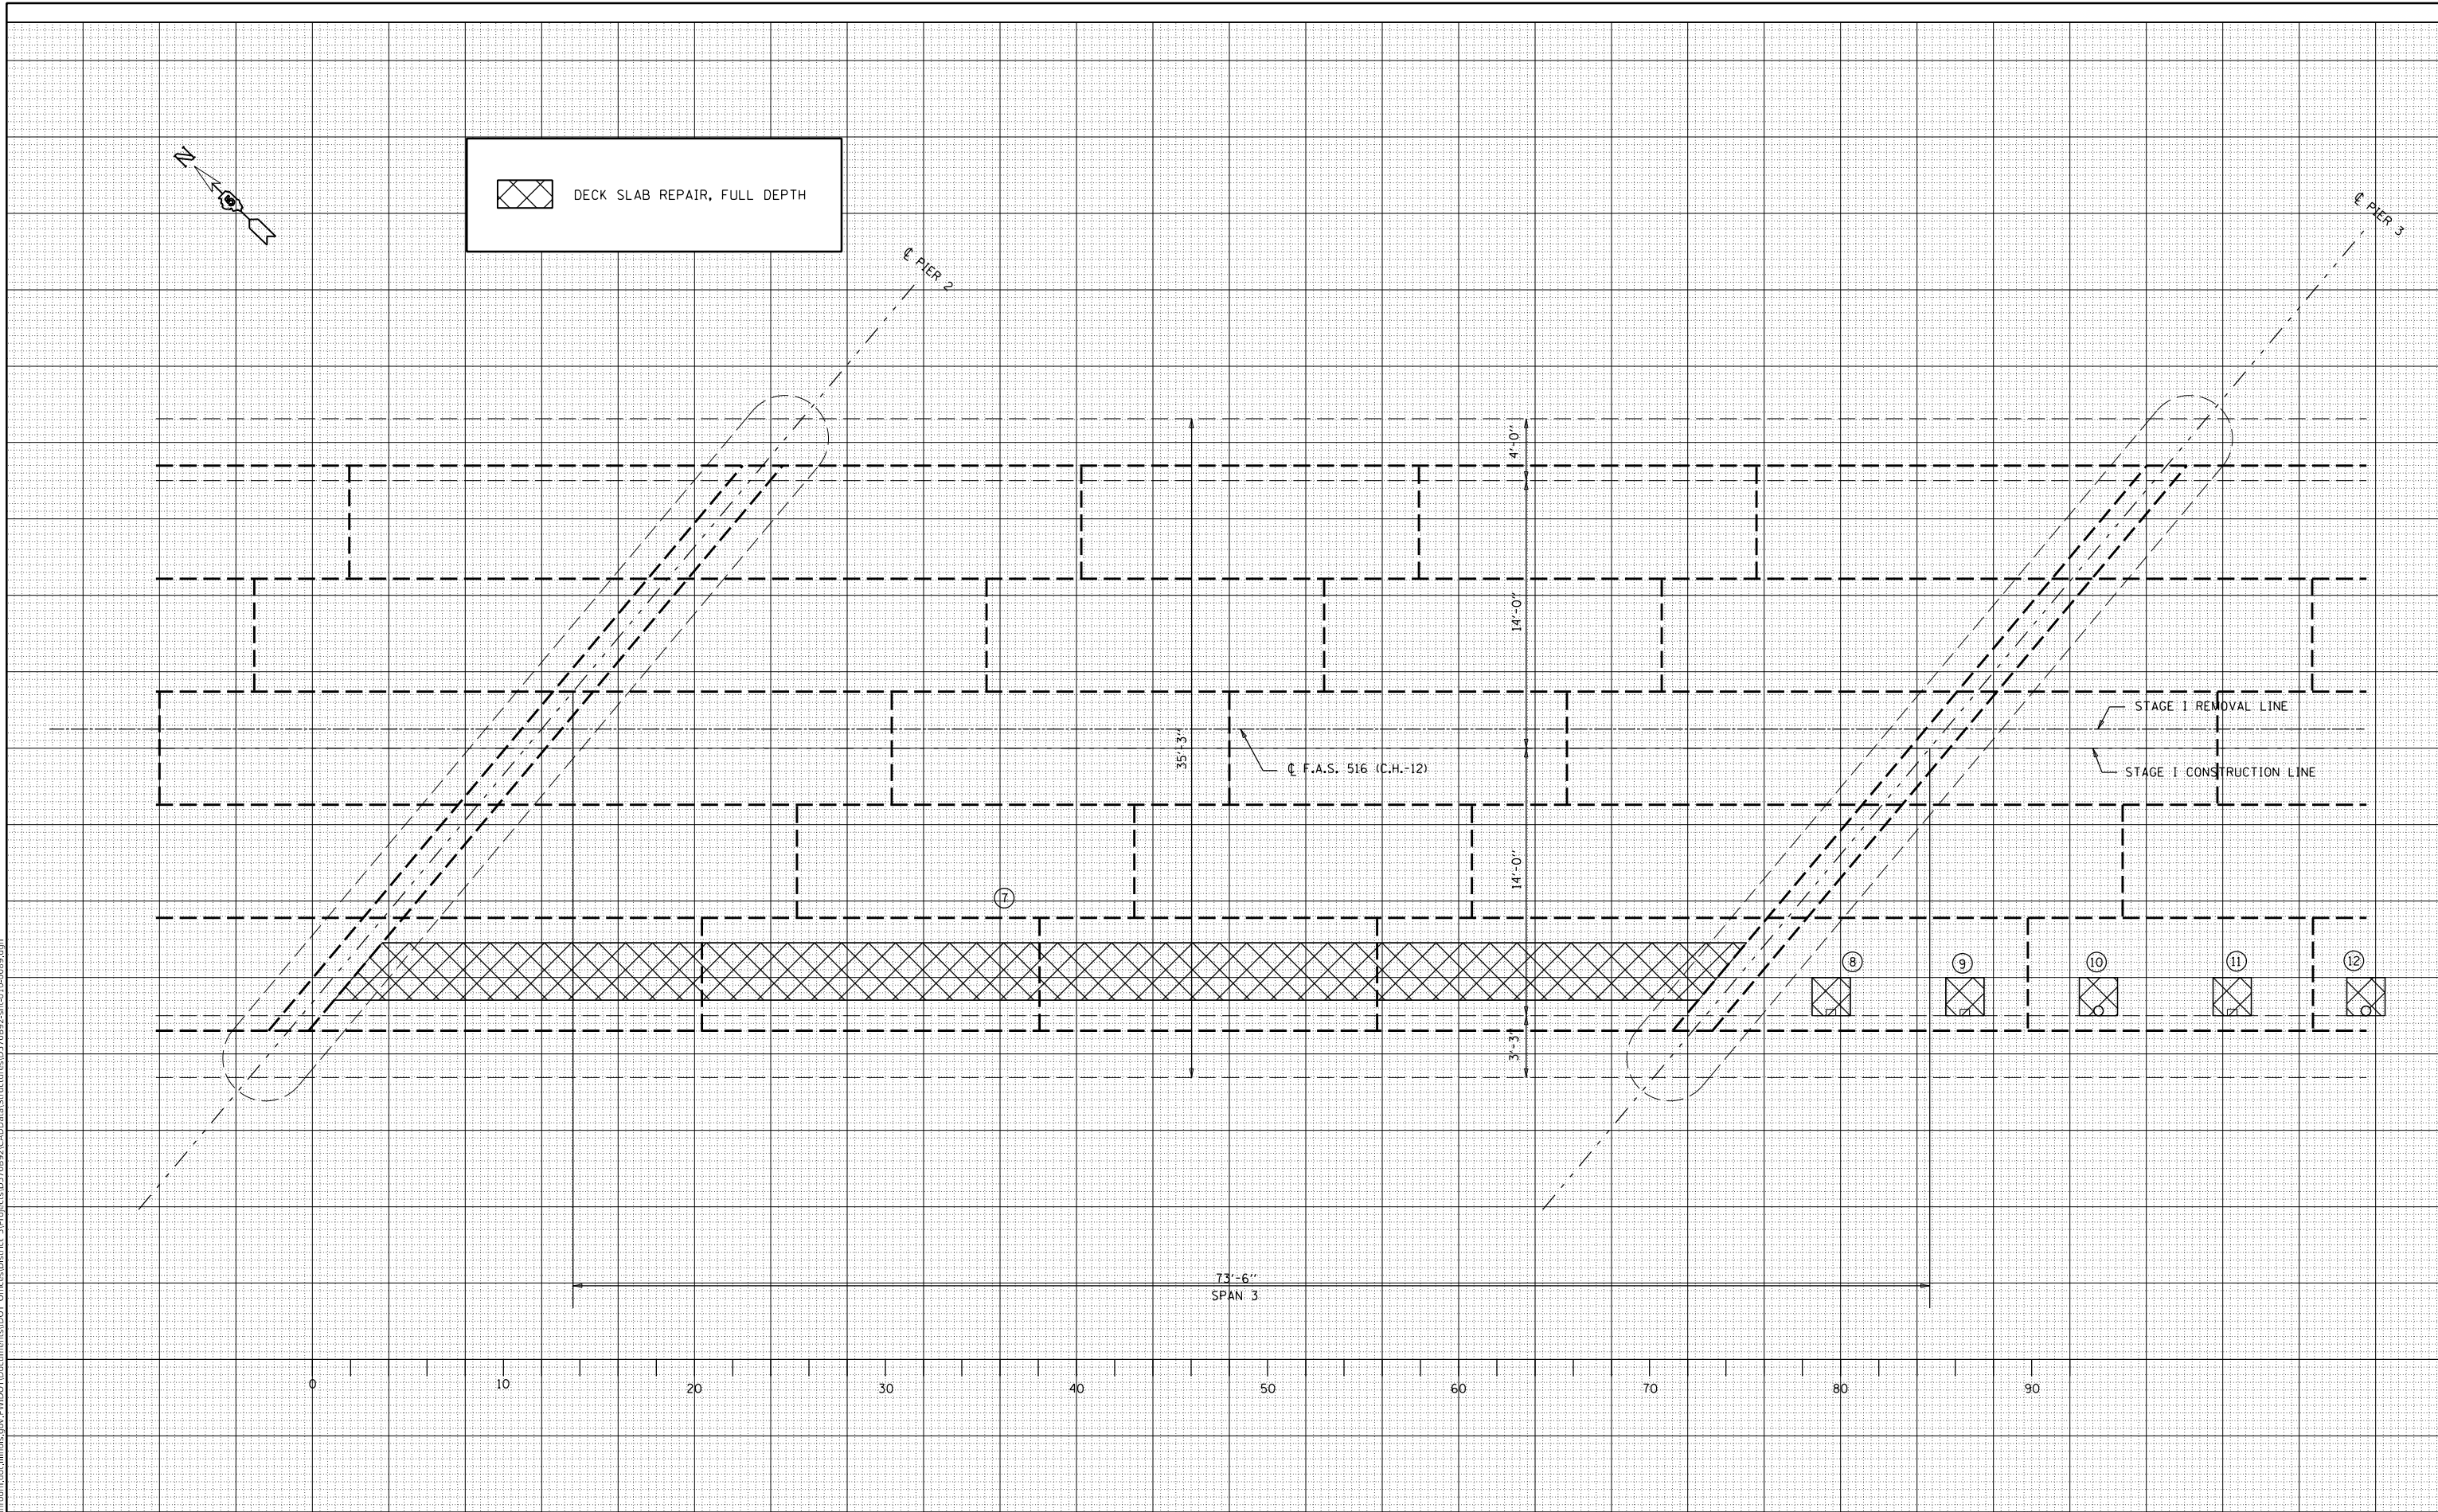 N
DECK SLAB REPAIR, FULL DEPTH
℄ PIER 2
℄ PIER 3
4'-0"
14'-0"
STAGE I REMOVAL LINE
35'-3"
℄ F.A.S. 516 (C.H.-12)
STAGE I CONSTRUCTION LINE
14'-0"
7
8
9
10
11
12
3'-3"
73'-6"
SPAN 3
0 10 20 30 40 50 60 70 80 90